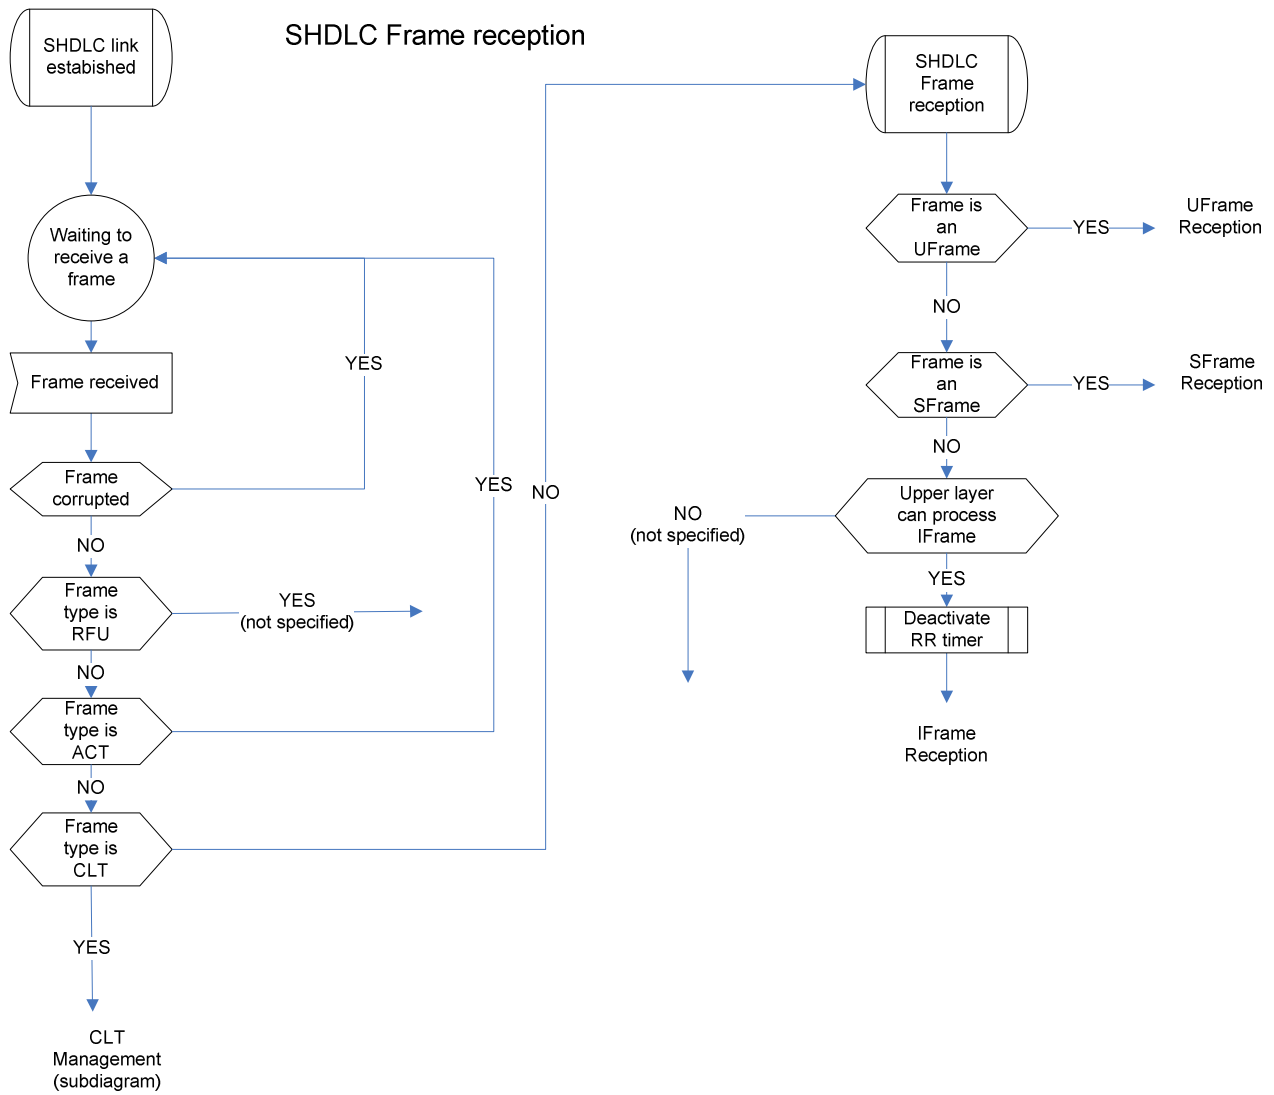 SHDLC Frame reception
SHDLC link
estabished
Waiting to
receive a
frame
Frame received
YES
Frame
corrupted
NO
Frame
type is
RFU
YES
(not specified)
NO
Frame
type is
ACT
YES
NO
Frame
type is
CLT
NO
YES
CLT
Management
(subdiagram)
SHDLC
Frame
reception
Frame is
an
UFrame
YES
UFrame
Reception
NO
Frame is
an
SFrame
YES
SFrame
Reception
NO
Upper layer
can process
IFrame
NO
(not specified)
YES
Deactivate
RR timer
IFrame
Reception